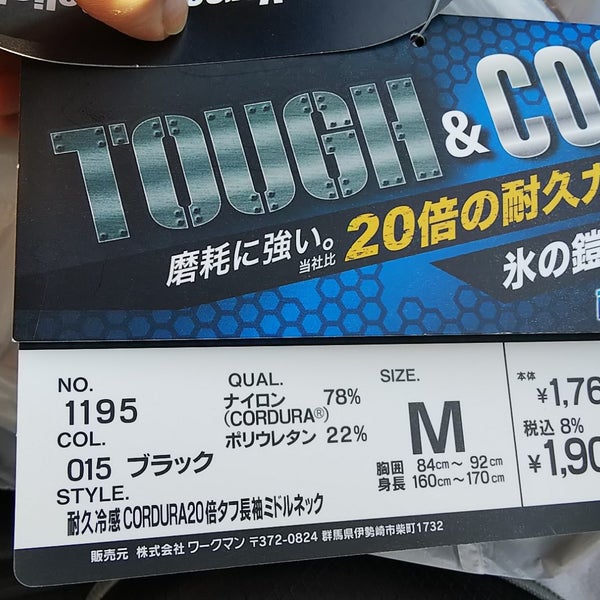 TOUGH & COO
磨耗に強い。
当社比 20倍の耐久力
氷の鎧
NO.
1195
COL.
015 ブラック
STYLE.
耐久冷感CORDURA20倍タフ長袖ミドルネック
QUAL.
ナイロン 78%
(CORDURA®)
ポリウレタン 22%
SIZE.
M
胸囲 84cm〜 92cm
身長 160cm〜170cm
本体
¥1,76
税込 8%
¥1,90
販売元 株式会社 ワークマン 〒372-0824 群馬県伊勢崎市柴町1732